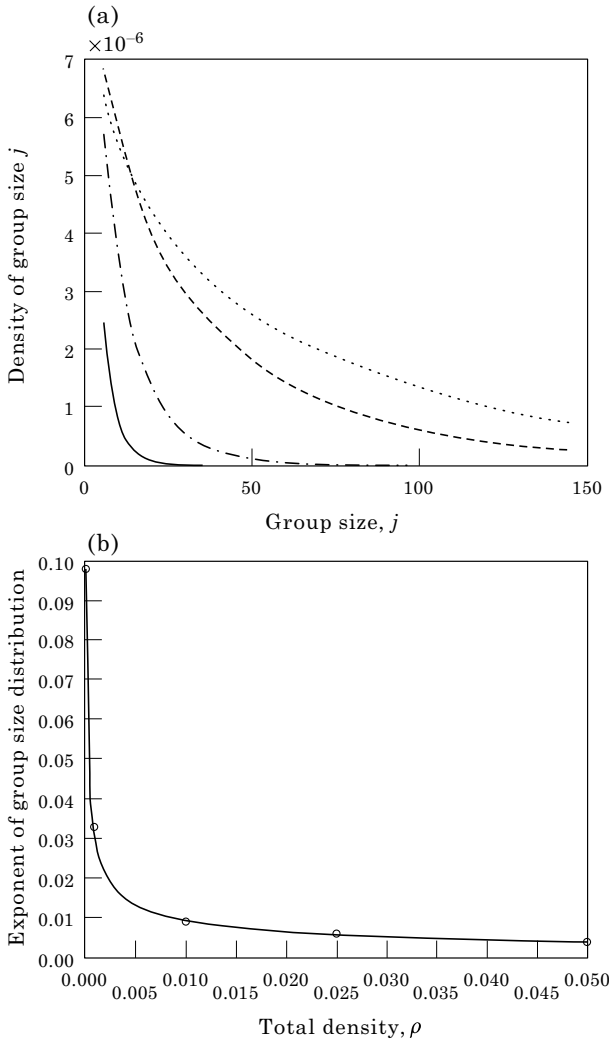 (a)
×10–6
7
6
5
4
3
2
1
0
Density of group size j
0 50 100 150
Group size, j
(b)
0.10
0.09
0.08
0.07
0.06
0.05
0.04
0.03
0.02
0.01
0.00
Exponent of group size distribution
0.000 0.010 0.020 0.030 0.040 0.050
0.005 0.015 0.025 0.035 0.045
Total density, ρ